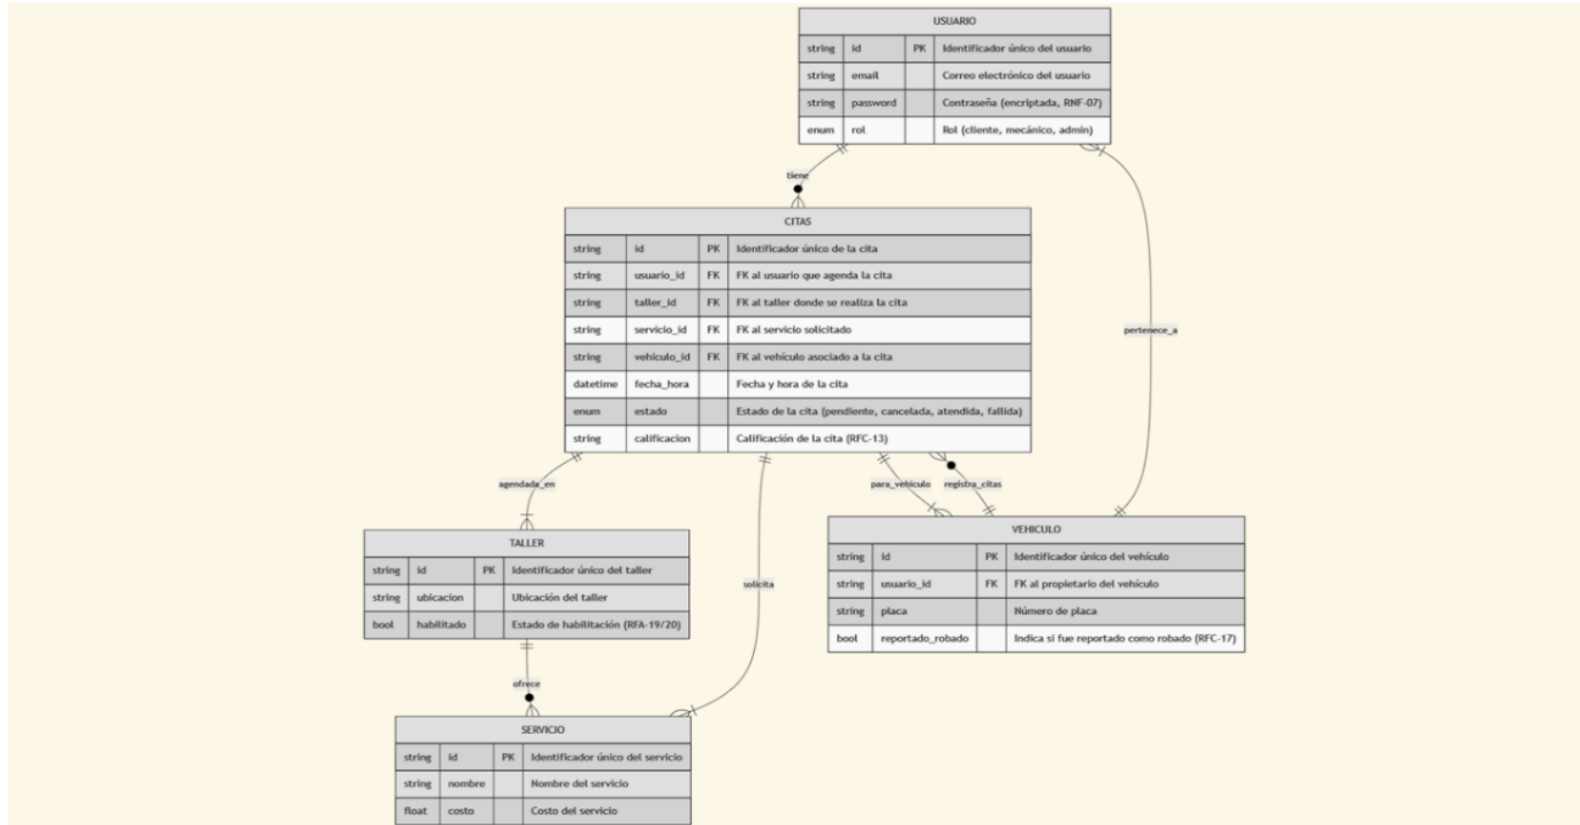 USUARIO
string id PK Identificador único del usuario
string email Correo electrónico del usuario
string password Contraseña (encriptada, RNF-07)
enum rol Rol (cliente, mecánico, admin)
tiene
CITAS
string id PK Identificador único de la cita
string usuario_id FK FK al usuario que agenda la cita
string taller_id FK FK al taller donde se realiza la cita
string servicio_id FK FK al servicio solicitado
string vehiculo_id FK FK al vehículo asociado a la cita
datetime fecha_hora Fecha y hora de la cita
enum estado Estado de la cita (pendiente, cancelada, atendida, fallida)
string calificacion Calificación de la cita (RFC-13)
pertenece_a
agendada_en
para_vehiculo
registra_citas
TALLER
string id PK Identificador único del taller
string ubicacion Ubicación del taller
bool habilitado Estado de habilitación (RFA-19/20)
solicita
VEHICULO
string id PK Identificador único del vehículo
string usuario_id FK FK al propietario del vehículo
string placa Número de placa
bool reportado_robado Indica si fue reportado como robado (RFC-17)
ofrece
SERVICIO
string id PK Identificador único del servicio
string nombre Nombre del servicio
float costo Costo del servicio